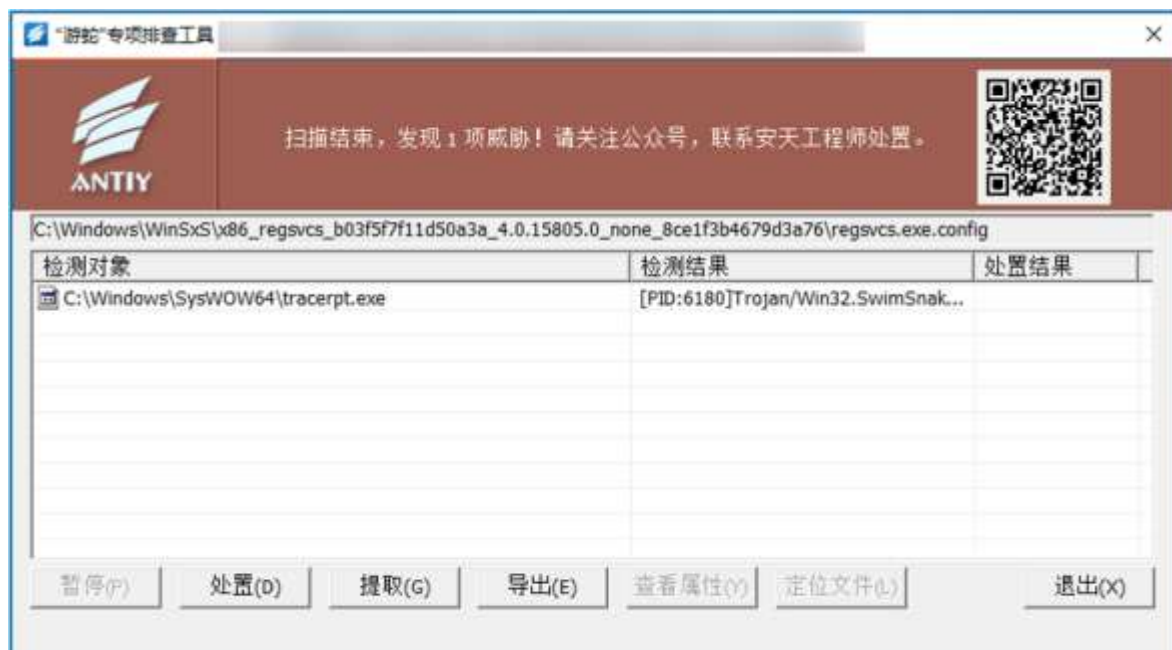 “游蛇”专项排查工具
ANTIY
扫描结束，发现1项威胁！请关注公众号，联系安天工程师处置。
C:\Windows\WinSxS\x86_regsvcs_b03f5f7f11d50a3a_4.0.15805.0_none_8ce1f3b4679d3a76\regsvcs.exe.config
检测对象 检测结果 处置结果
C:\Windows\SysWOW64\tracerpt.exe [PID:6180]Trojan/Win32.SwimSnak...
暂停(P) 处置(D) 提取(G) 导出(E) 查看属性(Y) 定位文件(L) 退出(X)